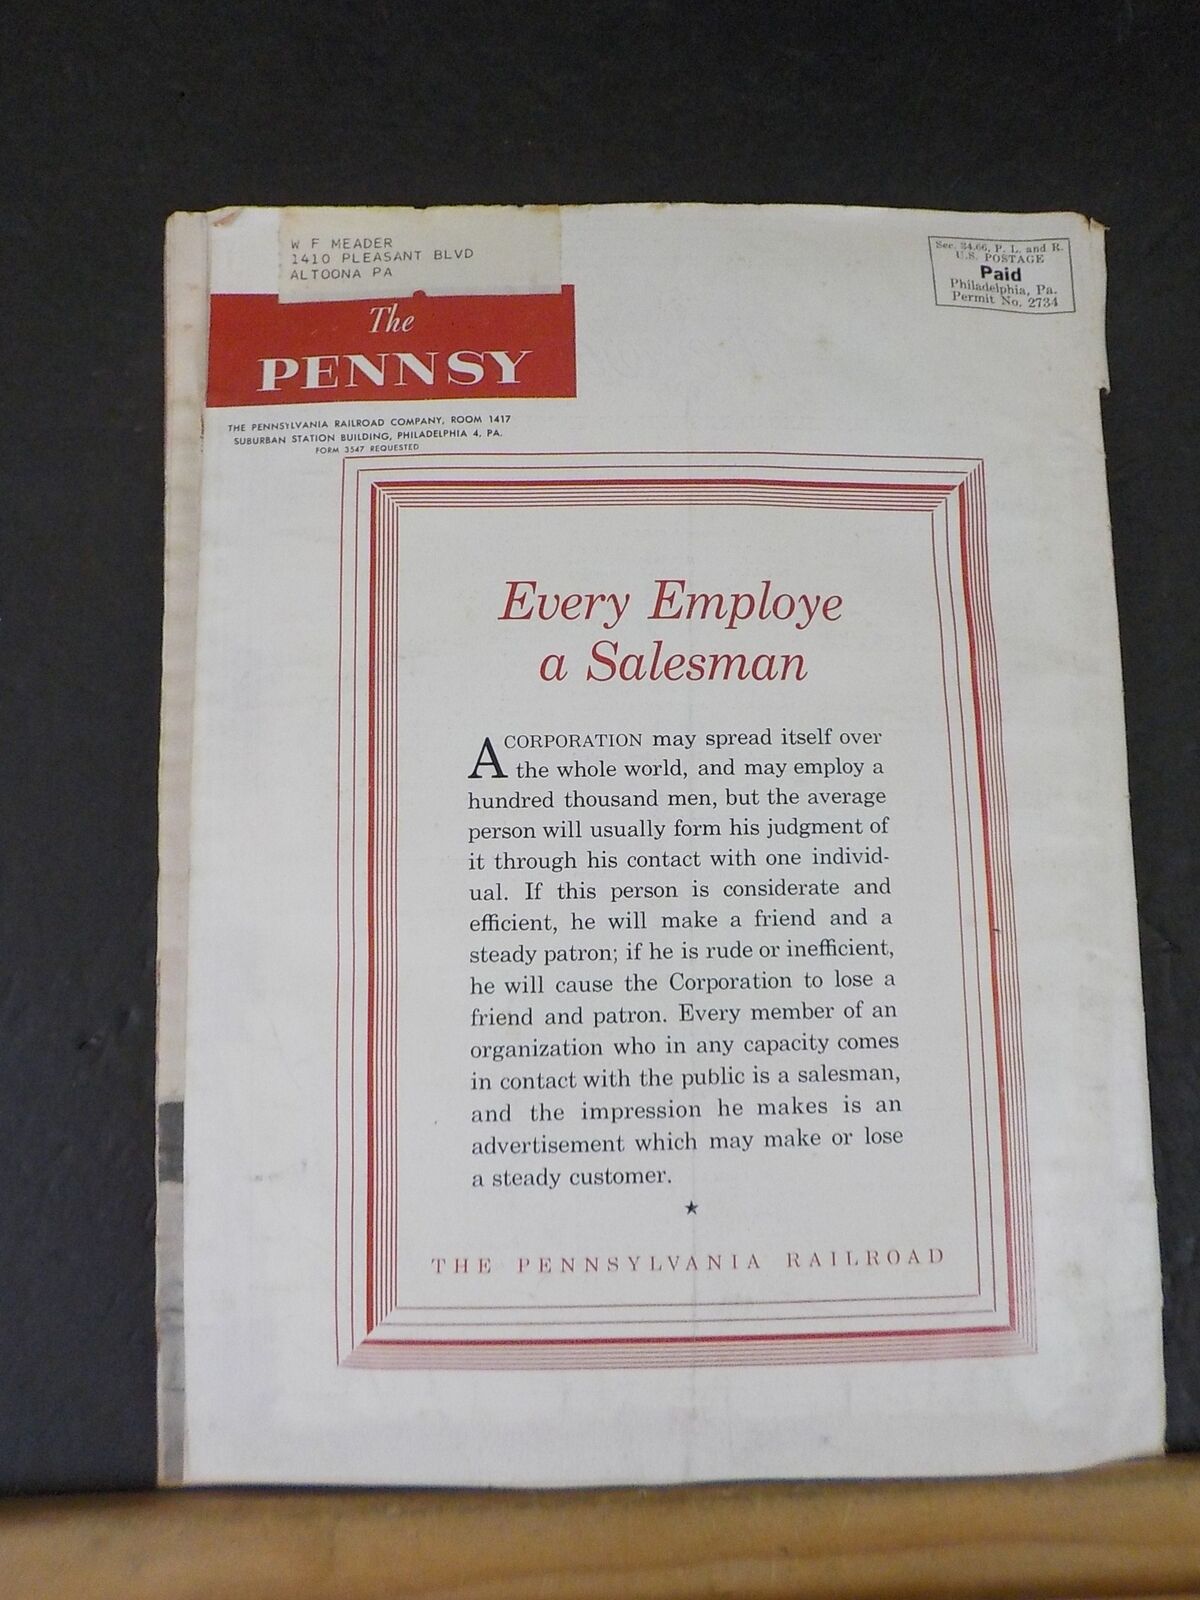 W F MEADER
1410 PLEASANT BLVD
ALTOONA PA
Sec. 34.66, P. L. and R.
U.S. POSTAGE
Paid
Philadelphia, Pa.
Permit No. 2734
The
PENNSY
THE PENNSYLVANIA RAILROAD COMPANY, ROOM 1417
SUBURBAN STATION BUILDING, PHILADELPHIA 4, PA.
FORM 3547 REQUESTED
Every Employe
a Salesman
A CORPORATION may spread itself over
the whole world, and may employ a
hundred thousand men, but the average
person will usually form his judgment of
it through his contact with one individ-
ual. If this person is considerate and
efficient, he will make a friend and a
steady patron; if he is rude or inefficient,
he will cause the Corporation to lose a
friend and patron. Every member of an
organization who in any capacity comes
in contact with the public is a salesman,
and the impression he makes is an
advertisement which may make or lose
a steady customer.
★
THE PENNSYLVANIA RAILROAD